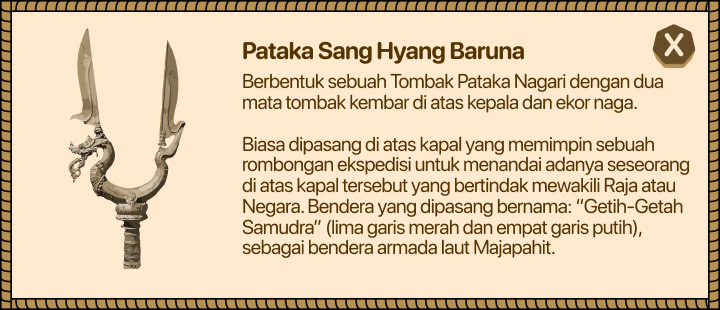 Pataka Sang Hyang Baruna
X
Berbentuk sebuah Tombak Pataka Nagari dengan dua
mata tombak kembar di atas kepala dan ekor naga.
Biasa dipasang di atas kapal yang memimpin sebuah
rombongan ekspedisi untuk menandai adanya seseorang
di atas kapal tersebut yang bertindak mewakili Raja atau
Negara. Bendera yang dipasang bernama: “Getih-Getah
Samudra” (lima garis merah dan empat garis putih),
sebagai bendera armada laut Majapahit.